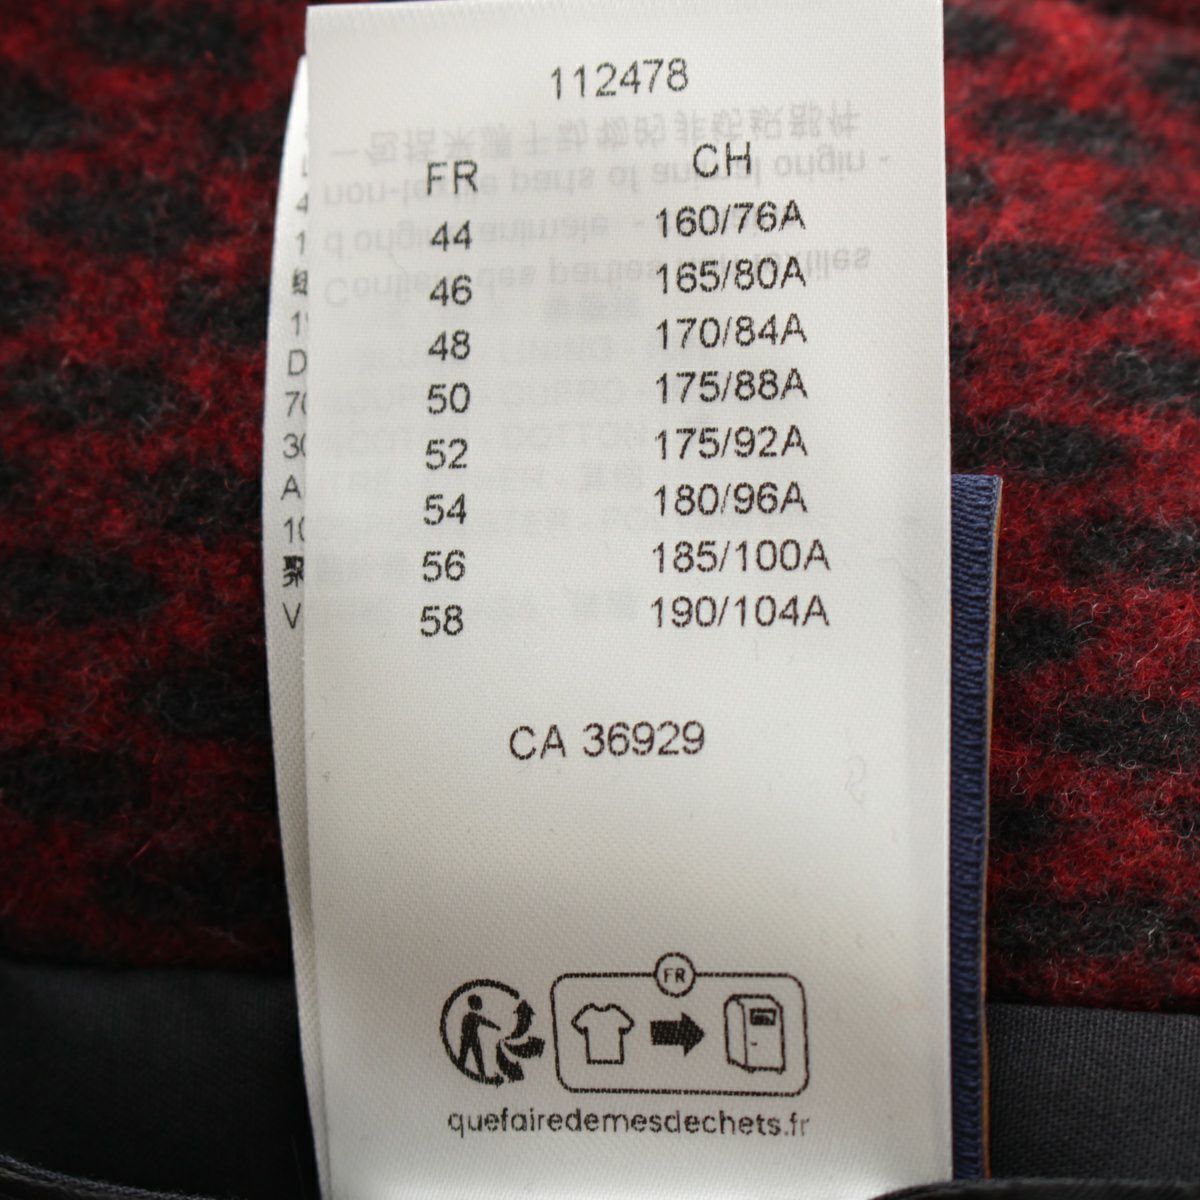 112478
FR CH
44 160/76A
46 165/80A
48 170/84A
50 175/88A
52 175/92A
54 180/96A
56 185/100A
58 190/104A
CA 36929
FR
quefairedemesdechets.fr